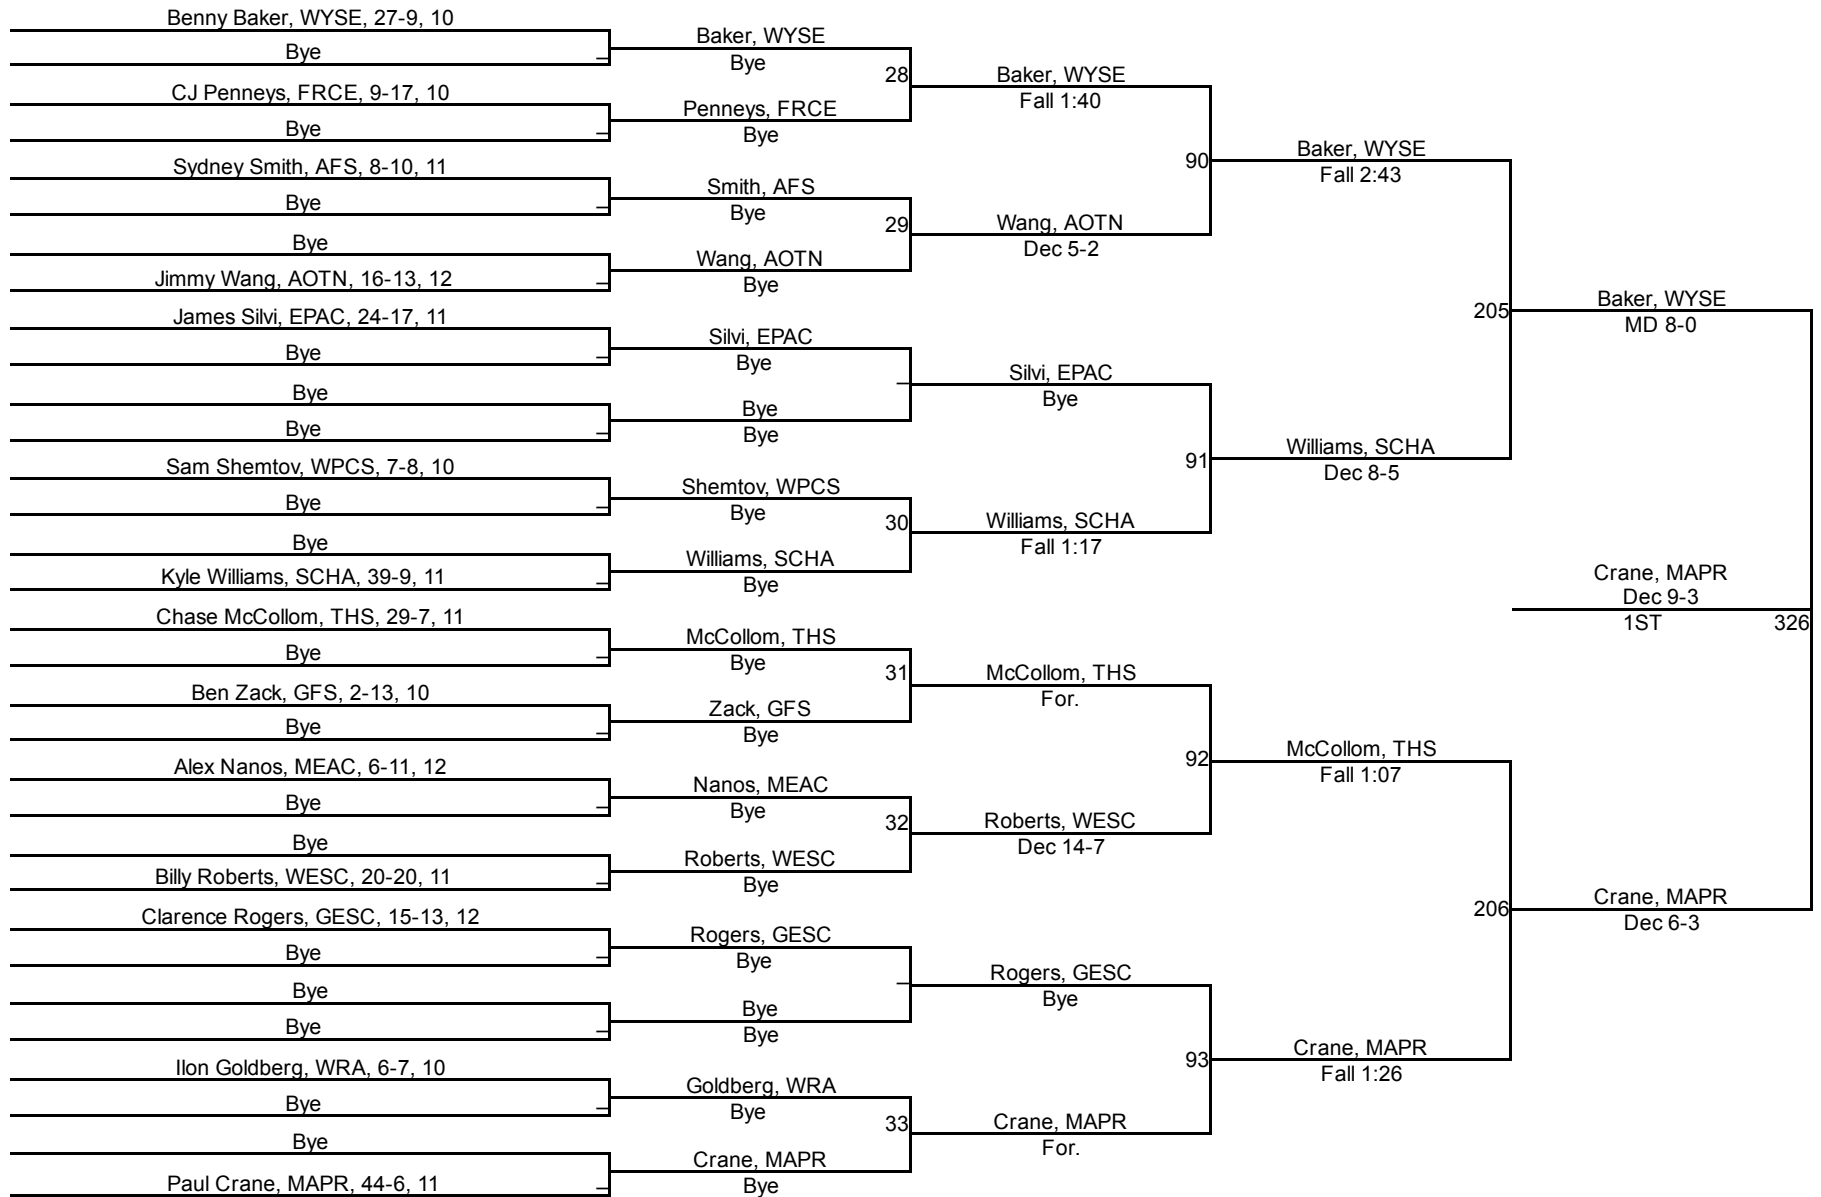 Benny Baker, WYSE, 27-9, 10
Bye
CJ Penneys, FRCE, 9-17, 10
Bye
Sydney Smith, AFS, 8-10, 11
Bye
Bye
Jimmy Wang, AOTN, 16-13, 12
James Silvi, EPAC, 24-17, 11
Bye
Bye
Bye
Sam Shemtov, WPCS, 7-8, 10
Bye
Bye
Kyle Williams, SCHA, 39-9, 11
Chase McCollom, THS, 29-7, 11
Bye
Ben Zack, GFS, 2-13, 10
Bye
Alex Nanos, MEAC, 6-11, 12
Bye
Bye
Billy Roberts, WESC, 20-20, 11
Clarence Rogers, GESC, 15-13, 12
Bye
Bye
Bye
Ilon Goldberg, WRA, 6-7, 10
Bye
Bye
Paul Crane, MAPR, 44-6, 11
Baker, WYSE
Bye
28
Penneys, FRCE
Bye
Smith, AFS
Bye
29
Wang, AOTN
Bye
Silvi, EPAC
Bye
Bye
Bye
Shemtov, WPCS
Bye
30
Williams, SCHA
Bye
McCollom, THS
Bye
31
Zack, GFS
Bye
Nanos, MEAC
Bye
32
Roberts, WESC
Bye
Rogers, GESC
Bye
Bye
Bye
Goldberg, WRA
Bye
33
Crane, MAPR
Bye
Baker, WYSE
Fall 1:40
90
Wang, AOTN
Dec 5-2
Silvi, EPAC
Bye
91
Williams, SCHA
Fall 1:17
McCollom, THS
For.
92
Roberts, WESC
Dec 14-7
Rogers, GESC
Bye
93
Crane, MAPR
For.
Baker, WYSE
Fall 2:43
205
Williams, SCHA
Dec 8-5
McCollom, THS
Fall 1:07
206
Crane, MAPR
Fall 1:26
Baker, WYSE
MD 8-0
Crane, MAPR
Dec 9-3
1ST
326
Crane, MAPR
Dec 6-3